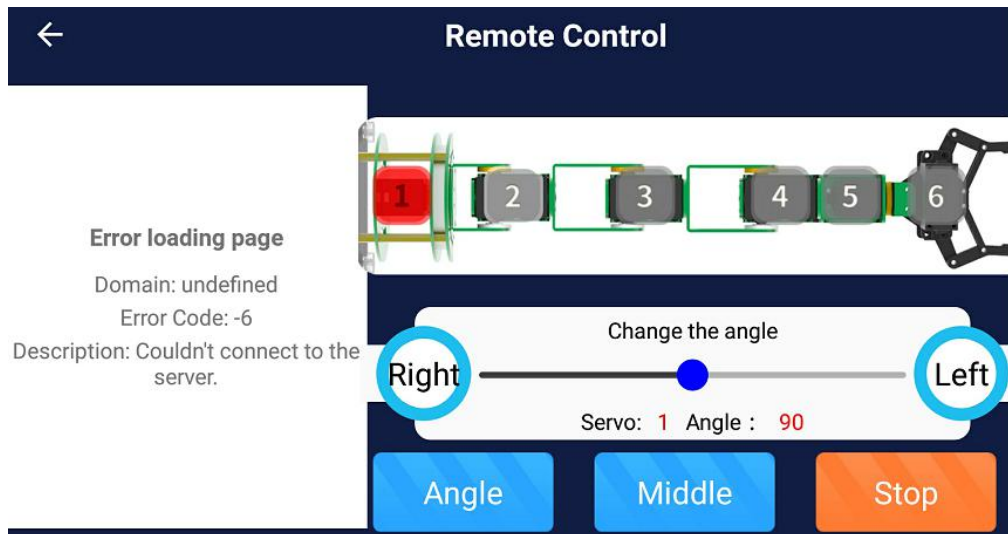 Remote Control
Error loading page
Domain: undefined
Error Code: -6
Description: Couldn't connect to the
server.
1
2
3
4
5
6
Change the angle
Right
Left
Servo: 1 Angle : 90
Angle
Middle
Stop